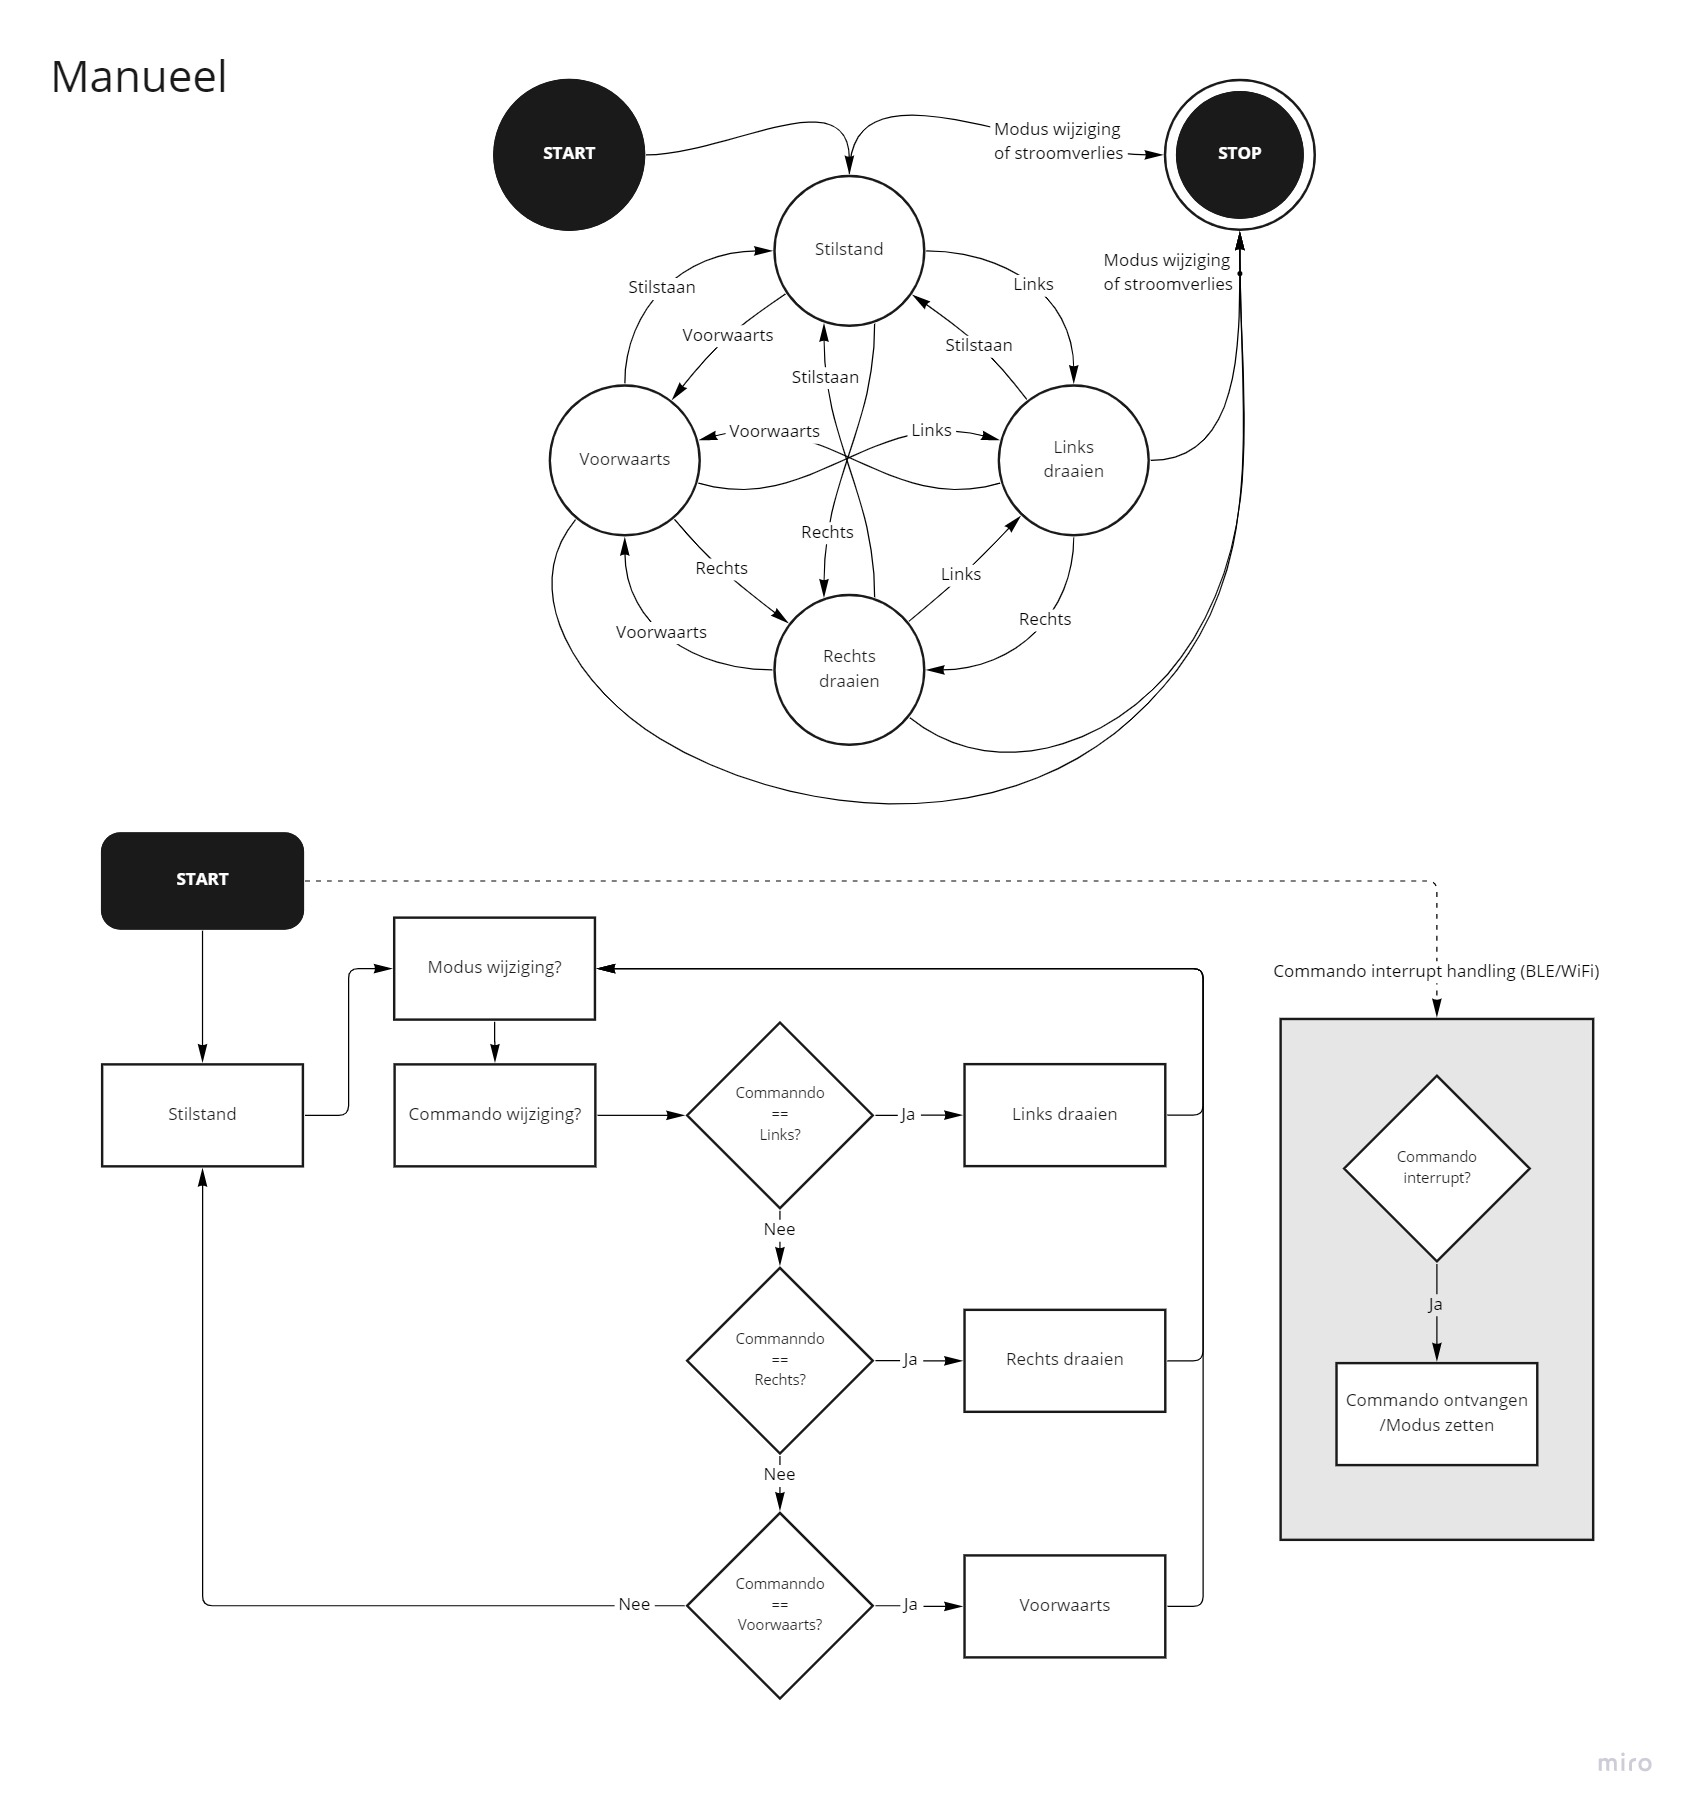 Manueel
START
Modus wijziging
of stroomverlies
STOP
Stilstand
Modus wijziging
of stroomverlies
Stilstaan
Links
Voorwaarts
Stilstaan
Stilstaan
Voorwaarts
Links
Voorwaarts
Links
draaien
Rechts
Rechts
Links
Rechts
Voorwaarts
Rechts
draaien
START
Modus wijziging?
Commando interrupt handling (BLE/WiFi)
Stilstand
Commando wijziging?
Commanndo
==
Links?
Ja
Links draaien
Commando
interrupt?
Nee
Ja
Commanndo
==
Rechts?
Ja
Rechts draaien
Commando ontvangen
/Modus zetten
Nee
Commanndo
==
Voorwaarts?
Nee
Ja
Voorwaarts
miro